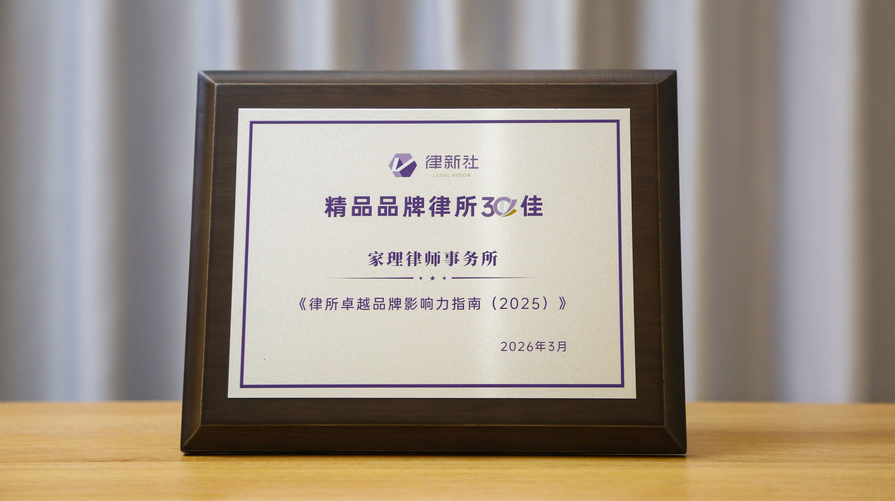 律新社
LEGAL VISION
精品品牌律所30佳
家理律师事务所
《律所卓越品牌影响力指南（2025）》
2026年3月